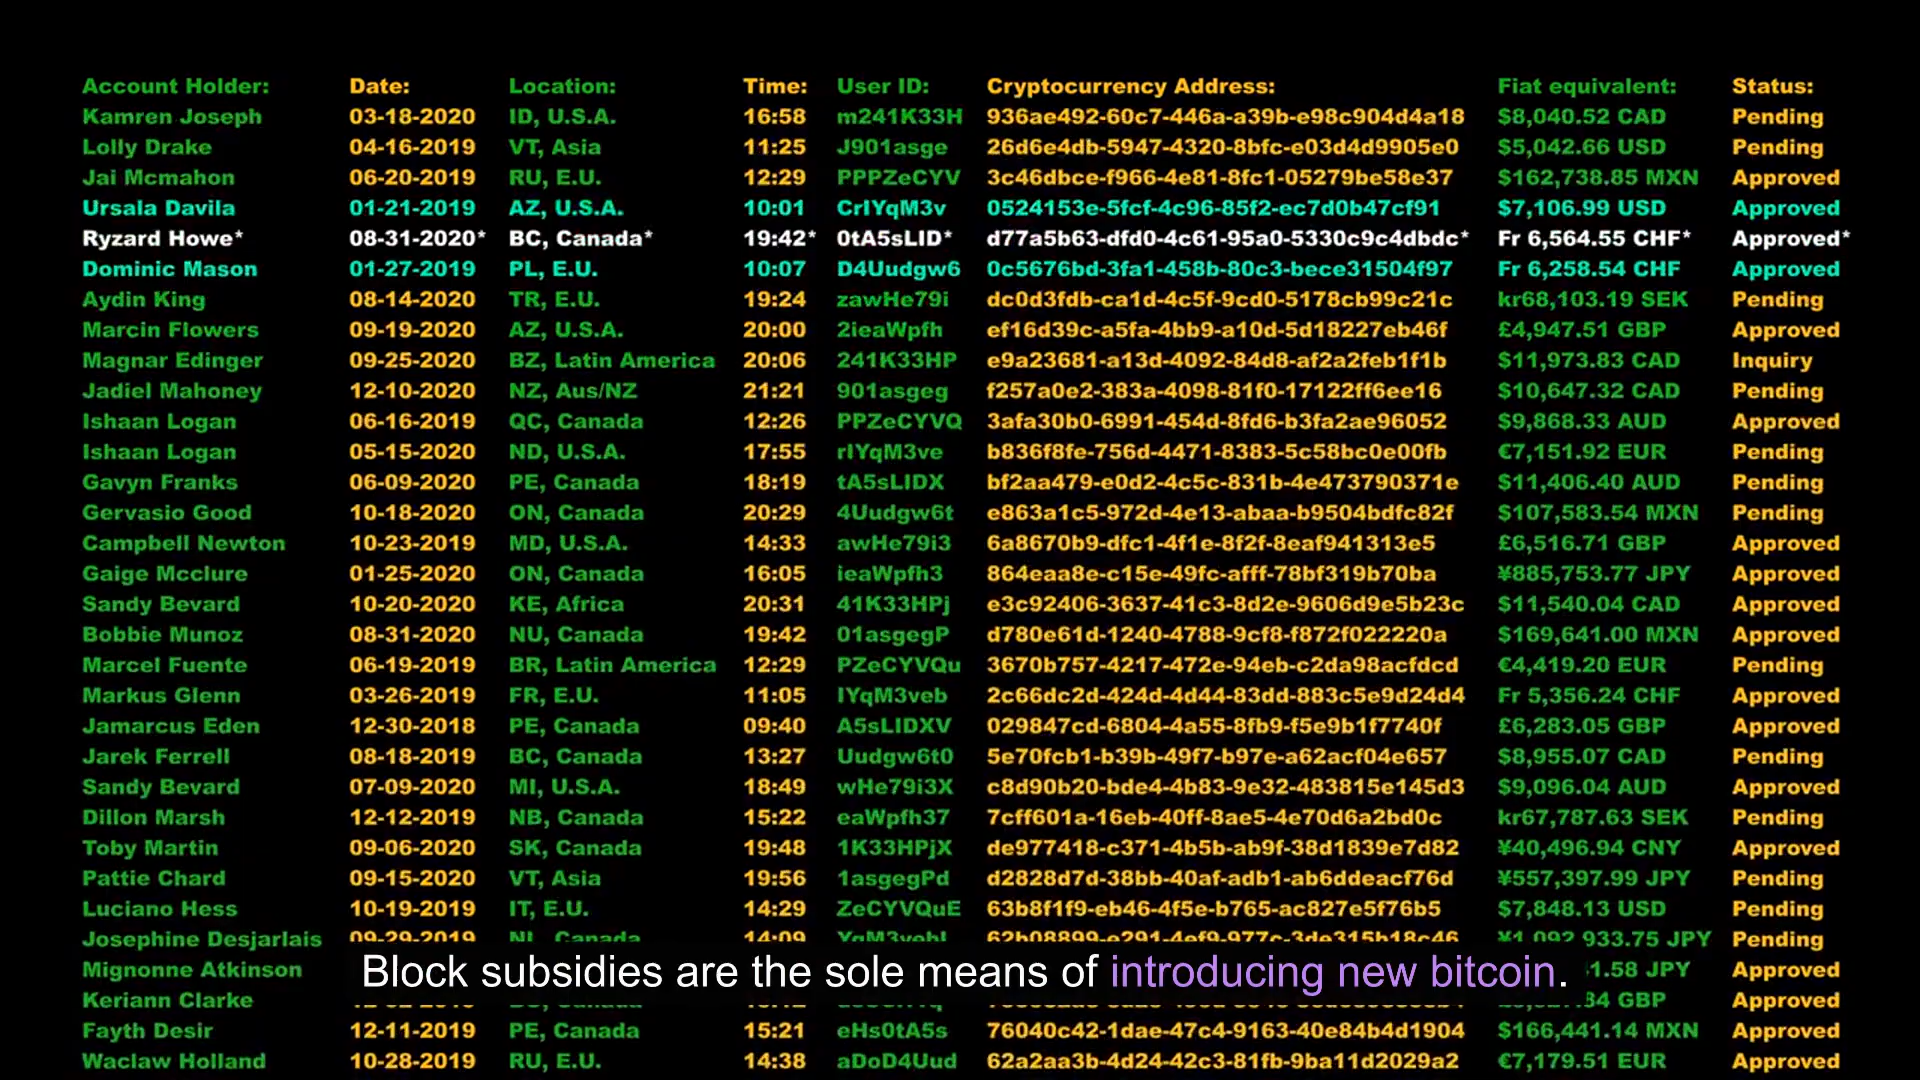 Account Holder: Date: Location: Time: User ID: Cryptocurrency Address: Fiat equivalent: Status:
Kamren Joseph 03-18-2020 ID, U.S.A. 16:58 m241K33H 936ae492-60c7-446a-a39b-e98c904d4a18 $8,040.52 CAD Pending
Lolly Drake 04-16-2019 VT, Asia 11:25 J901asge 26d6e4db-5947-4320-8bfc-e03d4d9905e0 $5,042.66 USD Pending
Jai Mcmahon 06-20-2019 RU, E.U. 12:29 PPPZeCYV 3c46dbce-f966-4e81-8fc1-05279be58e37 $162,738.85 MXN Approved
Ursala Davila 01-21-2019 AZ, U.S.A. 10:01 CrIYqM3v 0524153e-5fcf-4c96-85f2-ec7d0b47cf91 $7,106.99 USD Approved
Ryzard Howe* 08-31-2020* BC, Canada* 19:42* 0tA5sLID* d77a5b63-dfd0-4c61-95a0-5330c9c4dbdc* Fr 6,564.55 CHF* Approved*
Dominic Mason 01-27-2019 PL, E.U. 10:07 D4Uudgw6 0c5676bd-3fa1-458b-80c3-bece31504f97 Fr 6,258.54 CHF Approved
Aydin King 08-14-2020 TR, E.U. 19:24 zawHe79i dc0d3fdb-ca1d-4c5f-9cd0-5178cb99c21c kr68,103.19 SEK Pending
Marcin Flowers 09-19-2020 AZ, U.S.A. 20:00 2ieaWpfh ef16d39c-a5fa-4bb9-a10d-5d18227eb46f £4,947.51 GBP Approved
Magnar Edinger 09-25-2020 BZ, Latin America 20:06 241K33HP e9a23681-a13d-4092-84d8-af2a2feb1f1b $11,973.83 CAD Inquiry
Jadiel Mahoney 12-10-2020 NZ, Aus/NZ 21:21 901asgeg f257a0e2-383a-4098-81f0-17122ff6ee16 $10,647.32 CAD Pending
Ishaan Logan 06-16-2019 QC, Canada 12:26 PPZeCYVQ 3afa30b0-6991-454d-8fd6-b3fa2ae96052 $9,868.33 AUD Approved
Ishaan Logan 05-15-2020 ND, U.S.A. 17:55 rIYqM3ve b836f8fe-756d-4471-8383-5c58bc0e00fb €7,151.92 EUR Pending
Gavyn Franks 06-09-2020 PE, Canada 18:19 tA5sLIDX bf2aa479-e0d2-4c5c-831b-4e473790371e $11,406.40 AUD Pending
Gervasio Good 10-18-2020 ON, Canada 20:29 4Uudgw6t e863a1c5-972d-4e13-abaa-b9504bdfc82f $107,583.54 MXN Pending
Campbell Newton 10-23-2019 MD, U.S.A. 14:33 awHe79i3 6a8670b9-dfc1-4f1e-8f2f-8eaf941313e5 £6,516.71 GBP Approved
Gaige Mcclure 01-25-2020 ON, Canada 16:05 ieaWpfh3 864eaa8e-c15e-49fc-afff-78bf319b70ba ¥885,753.77 JPY Approved
Sandy Bevard 10-20-2020 KE, Africa 20:31 41K33HPj e3c92406-3637-41c3-8d2e-9606d9e5b23c $11,540.04 CAD Approved
Bobbie Munoz 08-31-2020 NU, Canada 19:42 01asgegP d780e61d-1240-4788-9cf8-f872f022220a $169,641.00 MXN Approved
Marcel Fuente 06-19-2019 BR, Latin America 12:29 PZeCYVQu 3670b757-4217-472e-94eb-c2da98acfdcd €4,419.20 EUR Pending
Markus Glenn 03-26-2019 FR, E.U. 11:05 IYqM3veb 2c66dc2d-424d-4d44-83dd-883c5e9d24d4 Fr 5,356.24 CHF Approved
Jamarcus Eden 12-30-2018 PE, Canada 09:40 A5sLIDXV 029847cd-6804-4a55-8fb9-f5e9b1f7740f £6,283.05 GBP Approved
Jarek Ferrell 08-18-2019 BC, Canada 13:27 Uudgw6t0 5e70fcb1-b39b-49f7-b97e-a62acf04e657 $8,955.07 CAD Pending
Sandy Bevard 07-09-2020 MI, U.S.A. 18:49 wHe79i3X c8d90b20-bde4-4b83-9e32-483815e145d3 $9,096.04 AUD Approved
Dillon Marsh 12-12-2019 NB, Canada 15:22 eaWpfh37 7cff601a-16eb-40ff-8ae5-4e70d6a2bd0c kr67,787.63 SEK Pending
Toby Martin 09-06-2020 SK, Canada 19:48 1K33HPjX de977418-c371-4b5b-ab9f-38d1839e7d82 ¥40,496.94 CNY Approved
Pattie Chard 09-15-2020 VT, Asia 19:56 1asgegPd d2828d7d-38bb-40af-adb1-ab6ddeacf76d ¥557,397.99 JPY Pending
Luciano Hess 10-19-2019 IT, E.U. 14:29 ZeCYVQuE 63b8f1f9-eb46-4f5e-b765-ac827e5f76b5 $7,848.13 USD Pending
Josephine Desjarlais 09-29-2019 Canada 14:09 ¥1,092,933.75 JPY Pending
Block subsidies are the sole means of introducing new bitcoin.
Mignonne Atkinson JPY Approved
Keriann Clarke GBP Approved
Fayth Desir 12-11-2019 PE, Canada 15:21 eHs0tA5s 76040c42-1dae-47c4-9163-40e84b4d1904 $166,441.14 MXN Approved
Waclaw Holland 10-28-2019 RU, E.U. 14:38 aDoD4Uud 62a2aa3b-4d24-42c3-81fb-9ba11d2029a2 €7,179.51 EUR Approved